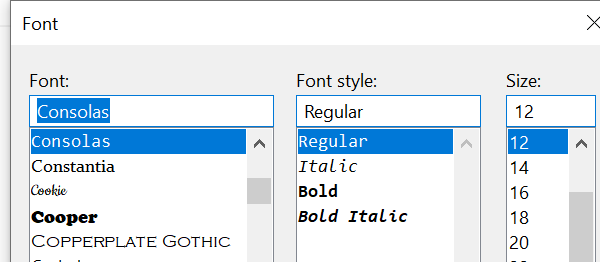 Font
Font: Font style: Size:
Consolas Regular 12
Consolas Regular 12
Constantia Italic 14
Cookie Bold 16
Cooper Bold Italic 18
COPPERPLATE GOTHIC 20